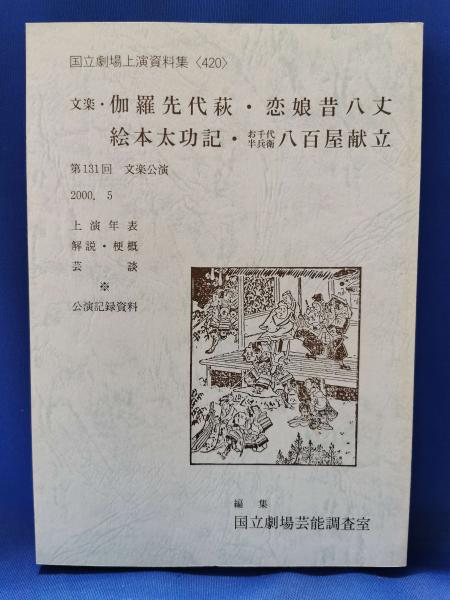 国立劇場上演資料集〈420〉
文楽・伽羅先代萩・恋娘昔八丈
絵本太功記・お千代半兵衛八百屋献立
第131回 文楽公演
2000. 5
上演年表
解説・梗概
芸談
※
公演記録資料
編集
国立劇場芸能調査室